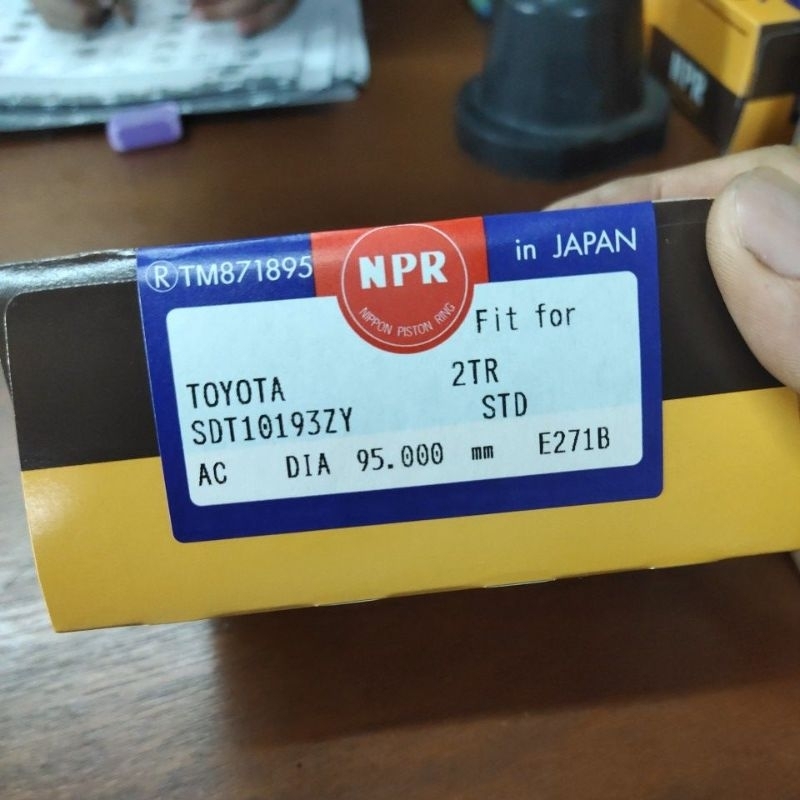 NPR
®TM871895
NPR
NIPPON PISTON RING
in JAPAN
Fit for
TOYOTA 2TR
SDT10193ZY STD
AC DIA 95.000 mm E271B